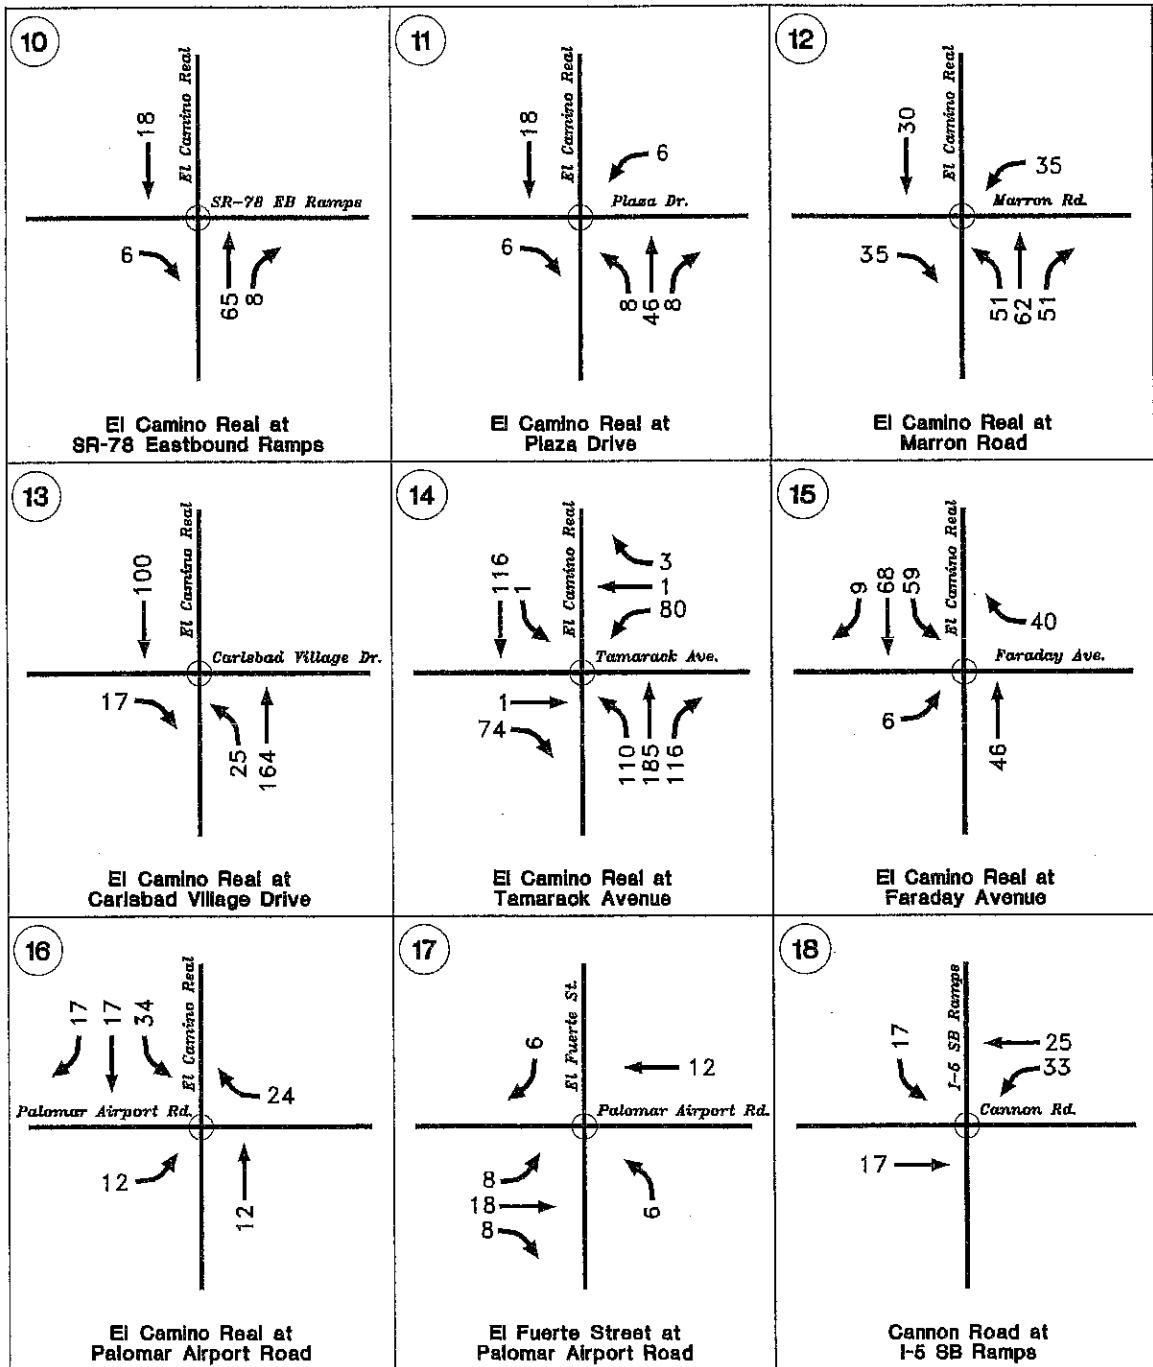 10
El Camino Real
18
SR-78 EB Ramps
6
65
8
El Camino Real at
SR-78 Eastbound Ramps
11
El Camino Real
18
6
Plaza Dr.
6
8
46
8
El Camino Real at
Plaza Drive
12
El Camino Real
30
35
Marron Rd.
35
51
62
51
El Camino Real at
Marron Road
13
El Camino Real
100
Carlsbad Village Dr.
17
25
164
El Camino Real at
Carlsbad Village Drive
14
El Camino Real
116
1
3
1
80
Tamarack Ave.
1
74
110
185
116
El Camino Real at
Tamarack Avenue
15
El Camino Real
9
68
59
40
Faraday Ave.
6
46
El Camino Real at
Faraday Avenue
16
El Camino Real
17
17
34
24
Palomar Airport Rd.
12
12
El Camino Real at
Palomar Airport Road
17
El Fuerte St.
6
12
Palomar Airport Rd.
8
18
8
6
El Fuerte Street at
Palomar Airport Road
18
I-5 SB Ramps
17
25
33
Cannon Rd.
17
Cannon Road at
I-5 SB Ramps